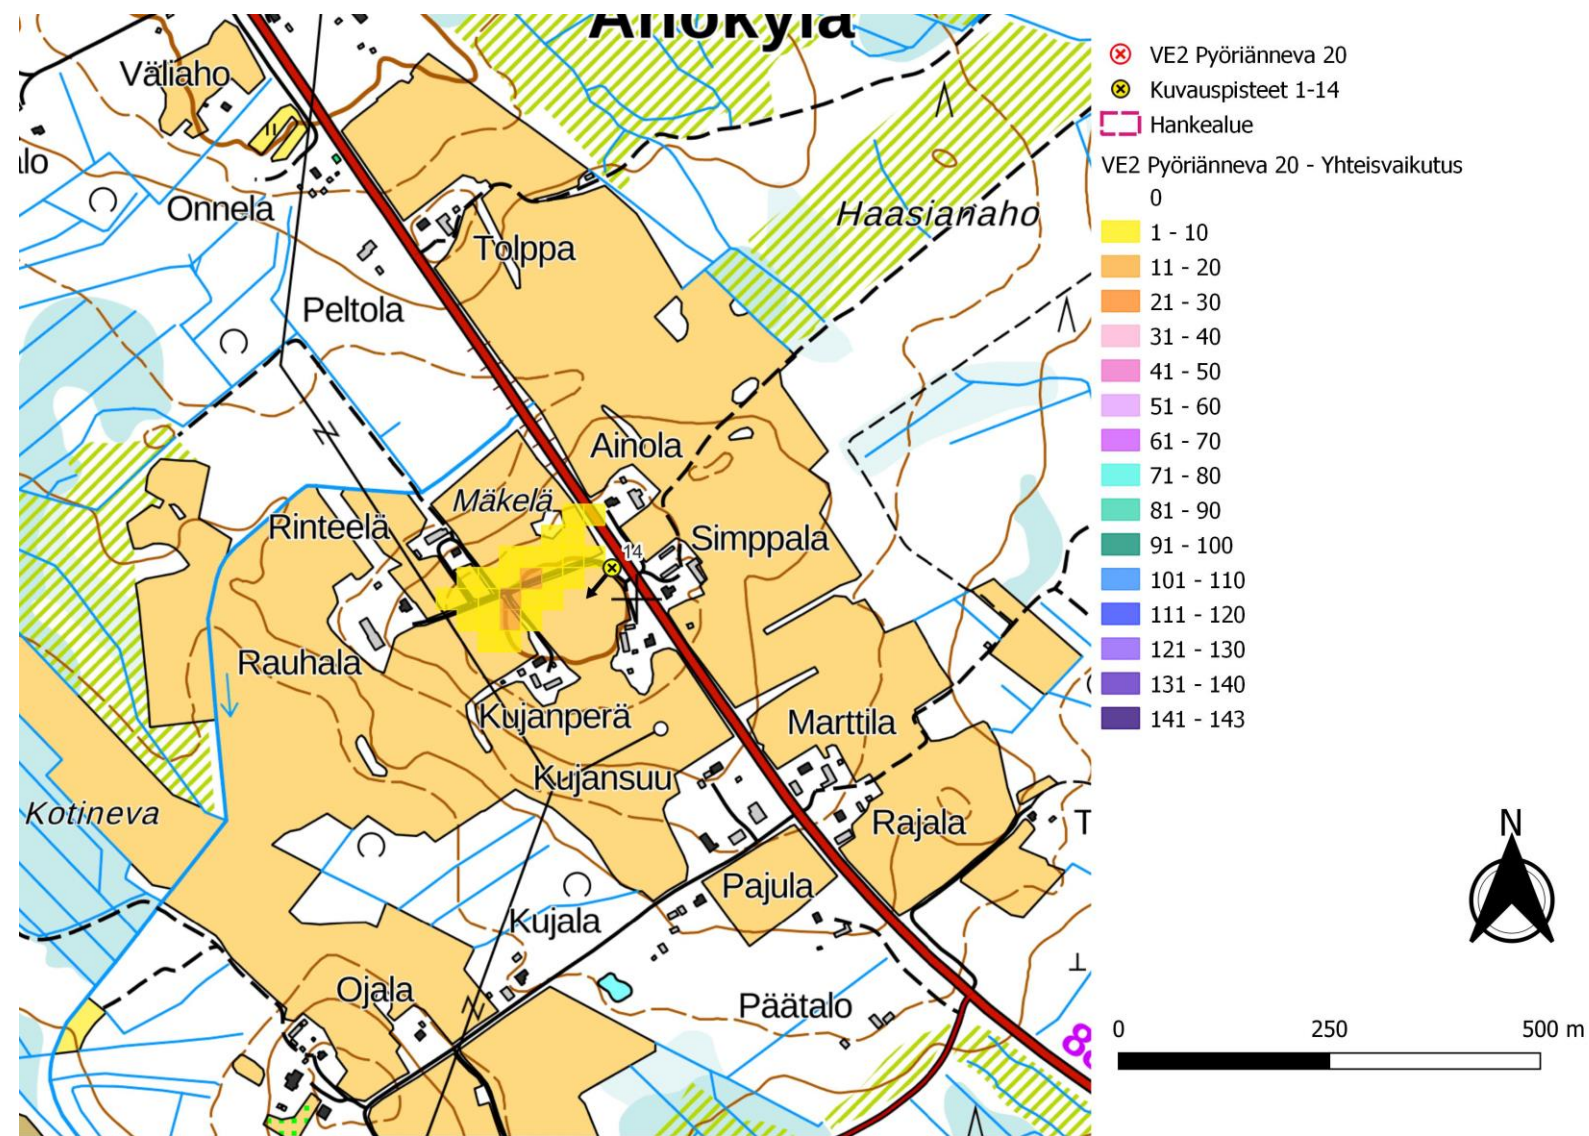 Ahokylä
Väliaho
Onnela
Tolppa
Haasianaho
Peltola
Ainola
Mäkelä
Rinteelä
Simppala
14
Rauhala
Kujanperä
Marttila
Kujansuu
Kotineva
Rajala
Pajula
Kujala
Ojala
Päätalo
VE2 Pyöriänneva 20
Kuvauspisteet 1-14
Hankealue
VE2 Pyöriänneva 20 - Yhteisvaikutus
0
1 - 10
11 - 20
21 - 30
31 - 40
41 - 50
51 - 60
61 - 70
71 - 80
81 - 90
91 - 100
101 - 110
111 - 120
121 - 130
131 - 140
141 - 143
N
0 250 500 m